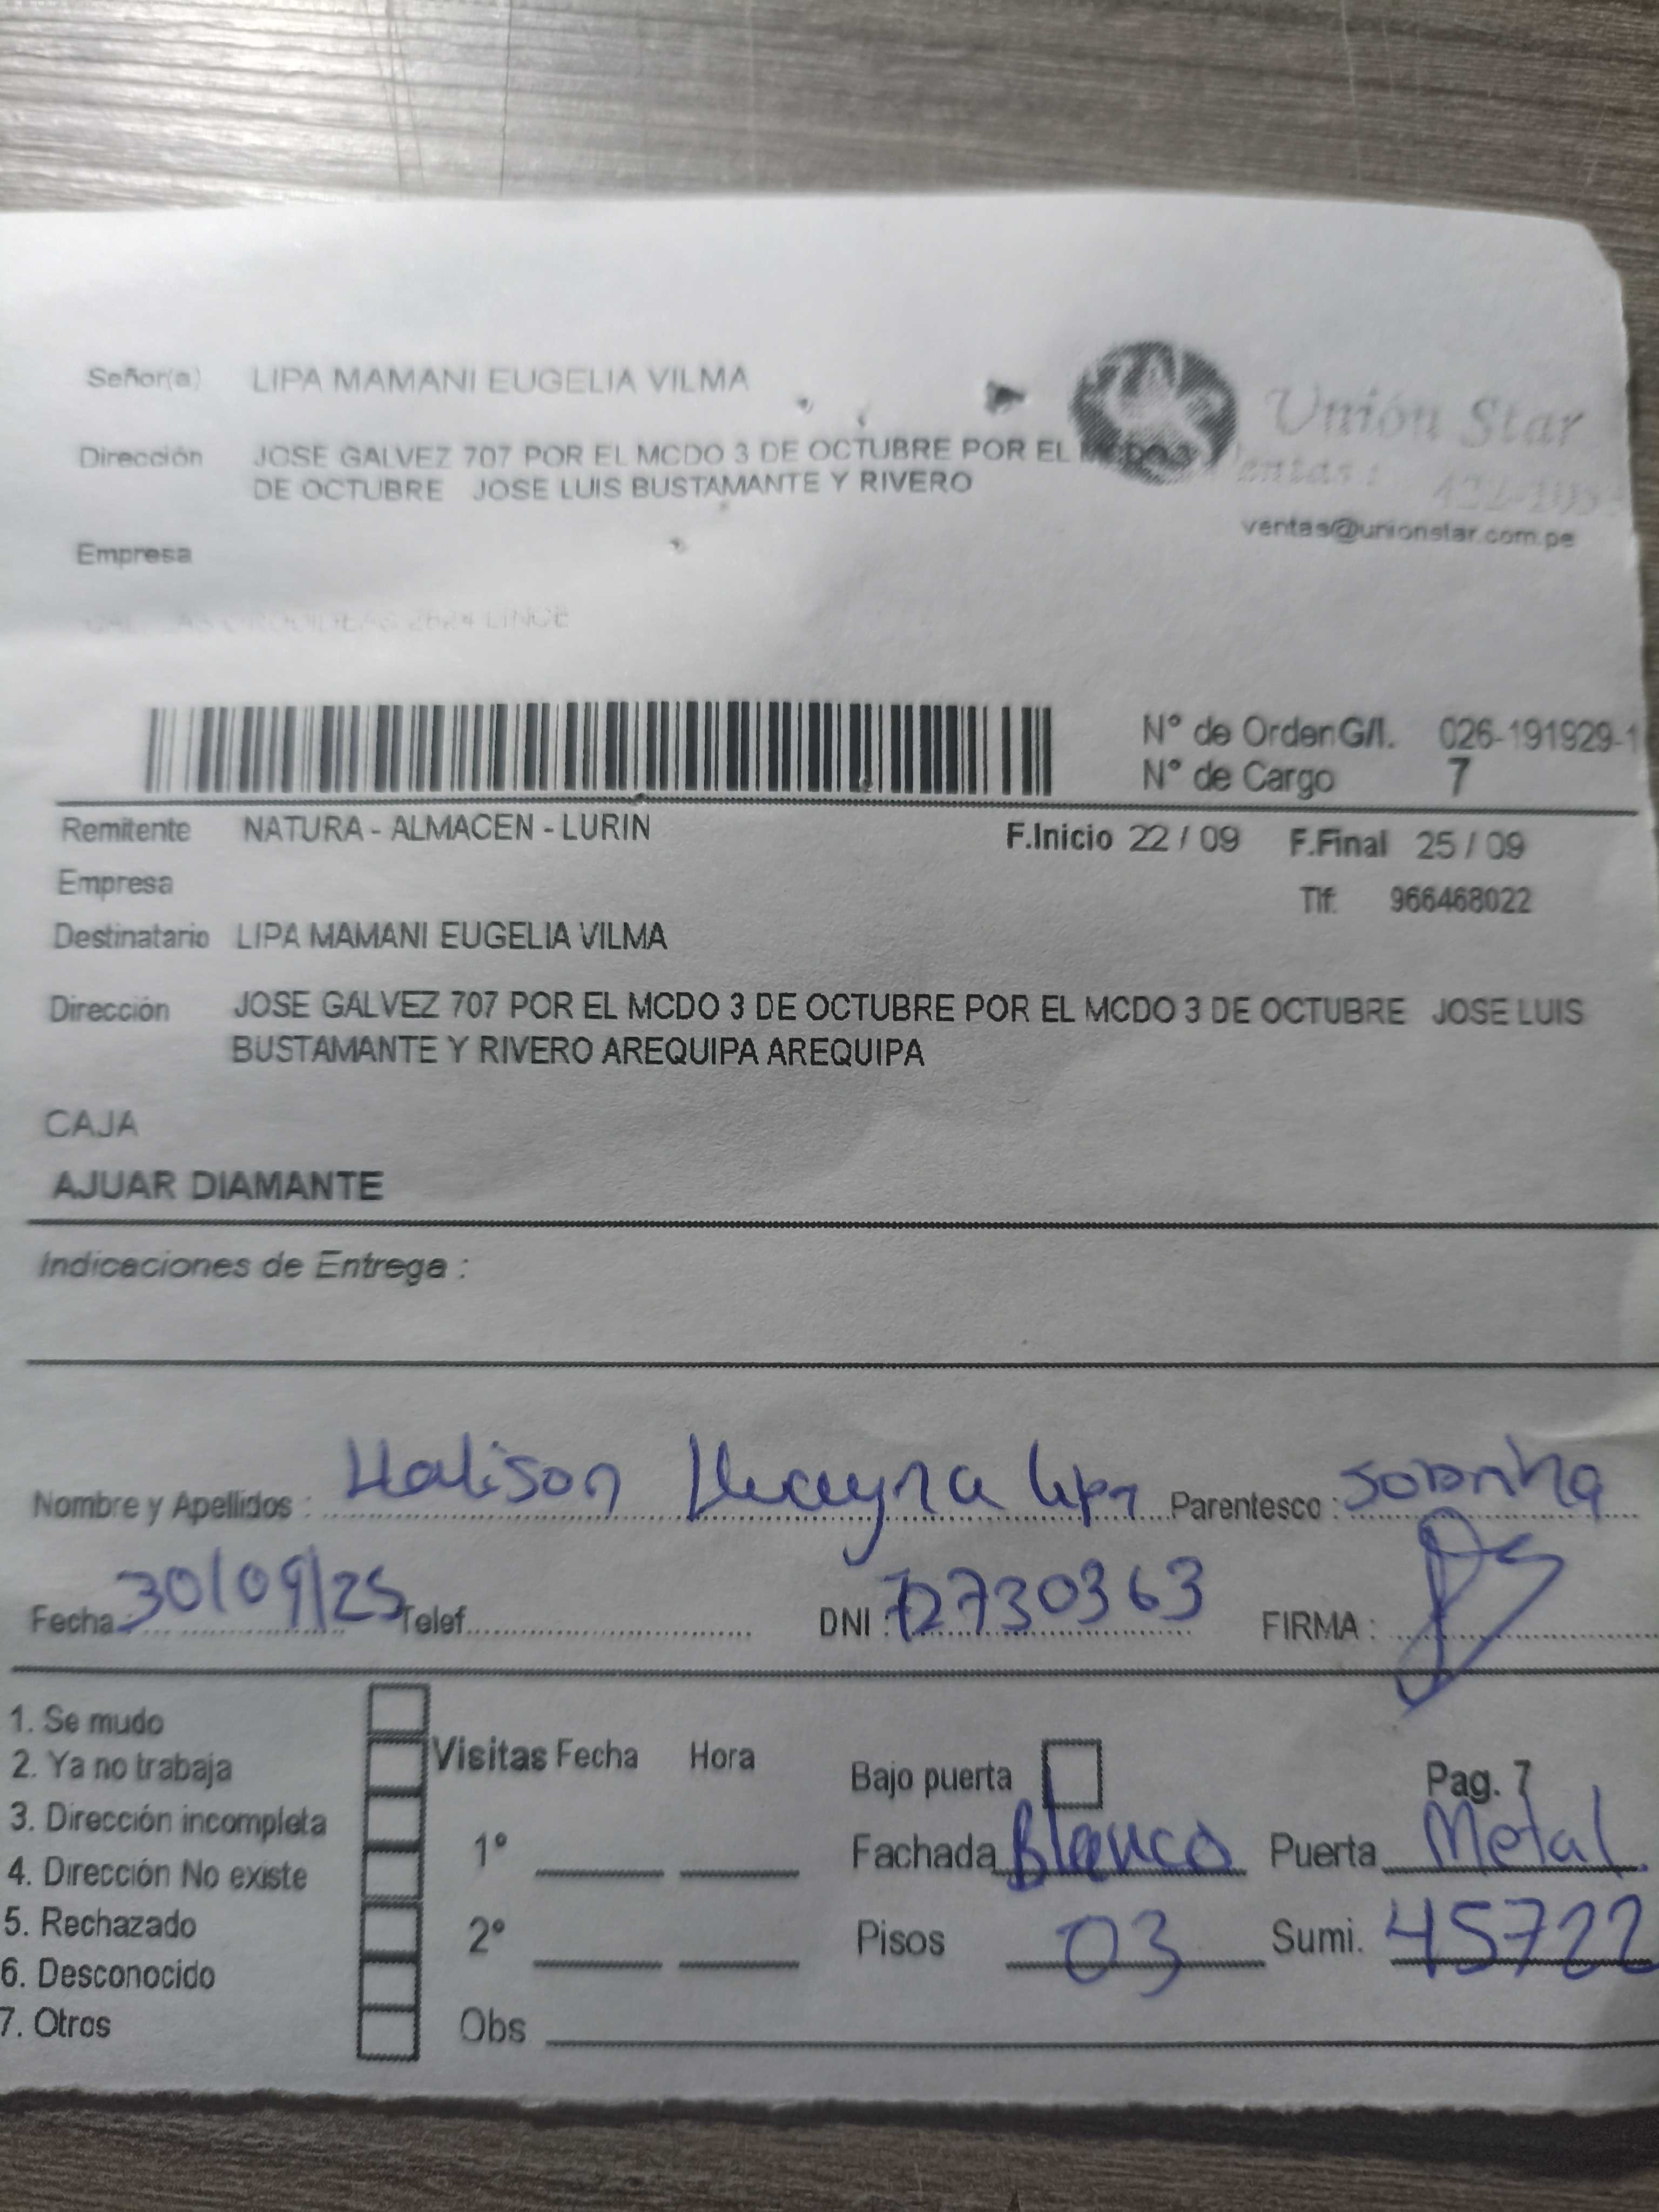 Señor(a) LIPA MAMANI EUGELIA VILMA
Unión Star
Dirección JOSE GALVEZ 707 POR EL MCDO 3 DE OCTUBRE POR EL MCDO 3
DE OCTUBRE JOSE LUIS BUSTAMANTE Y RIVERO
ventas@unionstar.com.pe
Empresa
2624 LINCE
N° de Orden G/I. 026-191929-1
N° de Cargo 7
Remitente NATURA - ALMACEN - LURIN F.Inicio 22 / 09 F.Final 25 / 09
Empresa
Tlf: 966468022
Destinatario LIPA MAMANI EUGELIA VILMA
Dirección JOSE GALVEZ 707 POR EL MCDO 3 DE OCTUBRE POR EL MCDO 3 DE OCTUBRE JOSE LUIS
BUSTAMANTE Y RIVERO AREQUIPA AREQUIPA
CAJA
AJUAR DIAMANTE
Indicaciones de Entrega :
Nombre y Apellidos : Parentesco : sobrina
Fecha: 30/09/25 Telef. DNI : 72730363 FIRMA :
1. Se mudo
2. Ya no trabaja
3. Dirección incompleta
4. Dirección No existe
5. Rechazado
6. Desconocido
7. Otros
Visitas Fecha Hora
1°
2°
Obs
Bajo puerta Pag. 7
Fachada Blanco Puerta Metal.
Pisos 03 Sumi. 45722